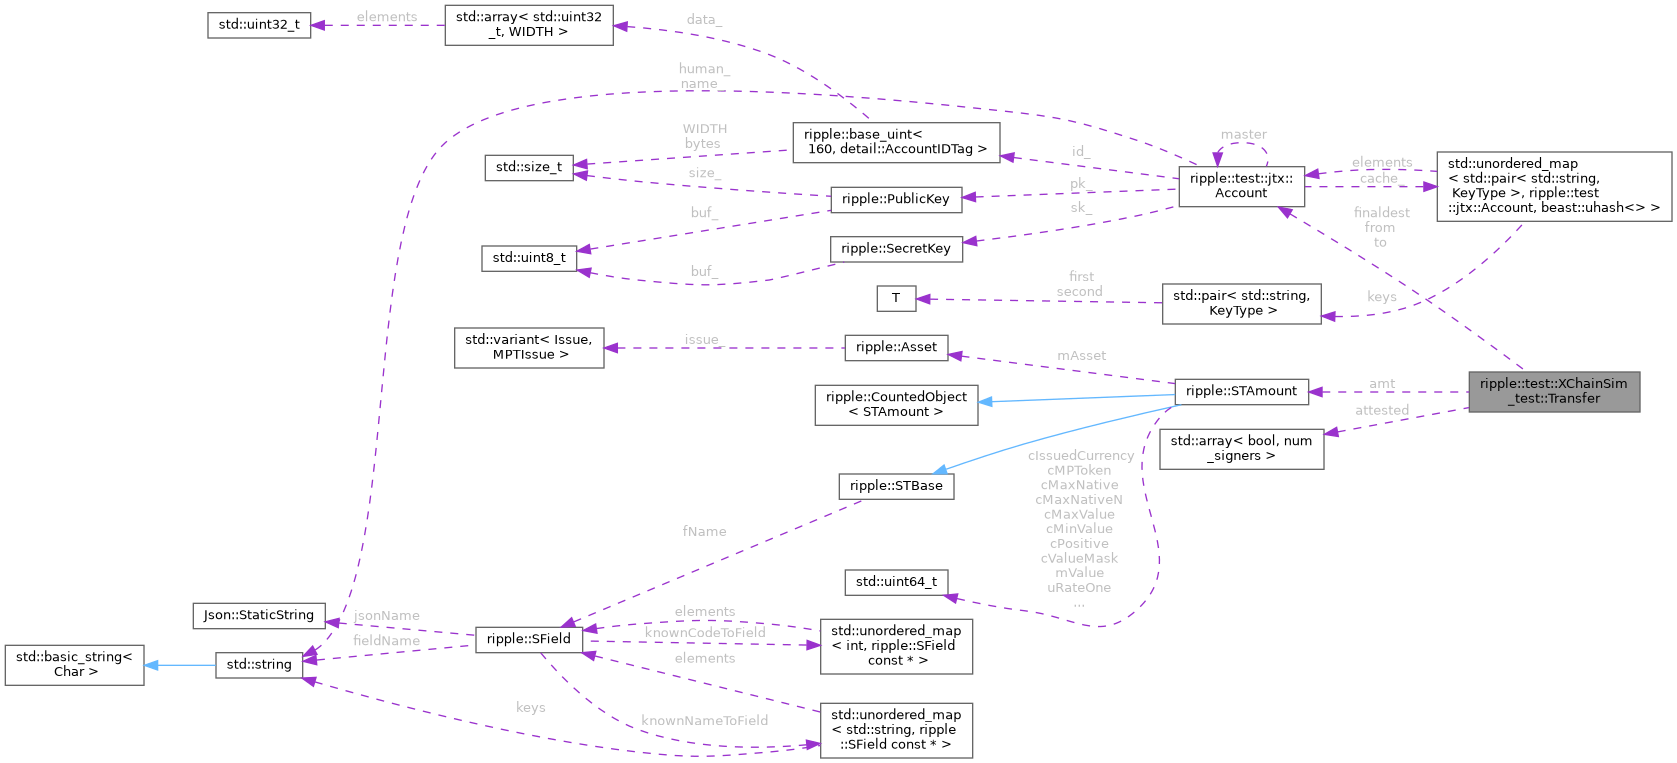 std::uint32_t
elements
std::array< std::uint32
_t, WIDTH >
data_
human_
name_
WIDTH
bytes
ripple::base_uint<
160, detail::AccountIDTag >
std::size_t
size_
id_
master
ripple::test::jtx::
Account
elements
cache_
std::unordered_map
< std::pair< std::string,
KeyType >, ripple::test
::jtx::Account, beast::uhash<> >
pk_
ripple::PublicKey
buf_
sk_
finaldest
from
to
ripple::SecretKey
std::uint8_t
buf_
first
second
T
std::pair< std::string,
KeyType >
keys
std::variant< Issue,
MPTIssue >
issue_
ripple::Asset
mAsset
ripple::CountedObject
< STAmount >
ripple::STAmount
amt
ripple::test::XChainSim
_test::Transfer
attested
std::array< bool, num
_signers >
cIssuedCurrency
cMPToken
cMaxNative
cMaxNativeN
cMaxValue
cMinValue
cPositive
cValueMask
mValue
uRateOne
...
ripple::STBase
fName
std::uint64_t
Json::StaticString
jsonName
fieldName
ripple::SField
elements
knownCodeToField
std::unordered_map
< int, ripple::SField
const * >
elements
std::basic_string<
Char >
std::string
keys
knownNameToField
std::unordered_map
< std::string, ripple
::SField const * >